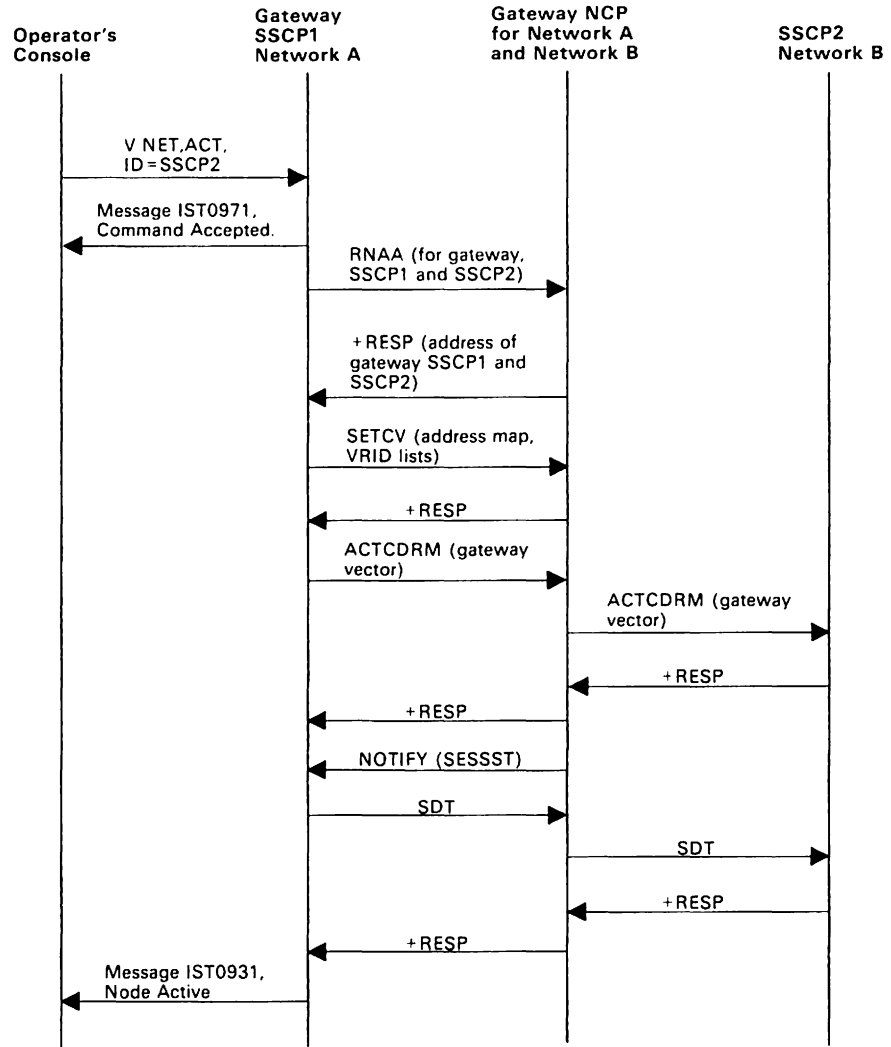 Operator's
Console
Gateway
SSCP1
Network A
Gateway NCP
for Network A
and Network B
SSCP2
Network B
V NET,ACT,
ID=SSCP2
Message IST0971,
Command Accepted.
RNAA (for gateway,
SSCP1 and SSCP2)
+RESP (address of
gateway SSCP1 and
SSCP2)
SETCV (address map,
VRID lists)
+RESP
ACTCDRM (gateway
vector)
ACTCDRM (gateway
vector)
+RESP
+RESP
NOTIFY (SESSST)
SDT
SDT
+RESP
+RESP
Message IST0931,
Node Active